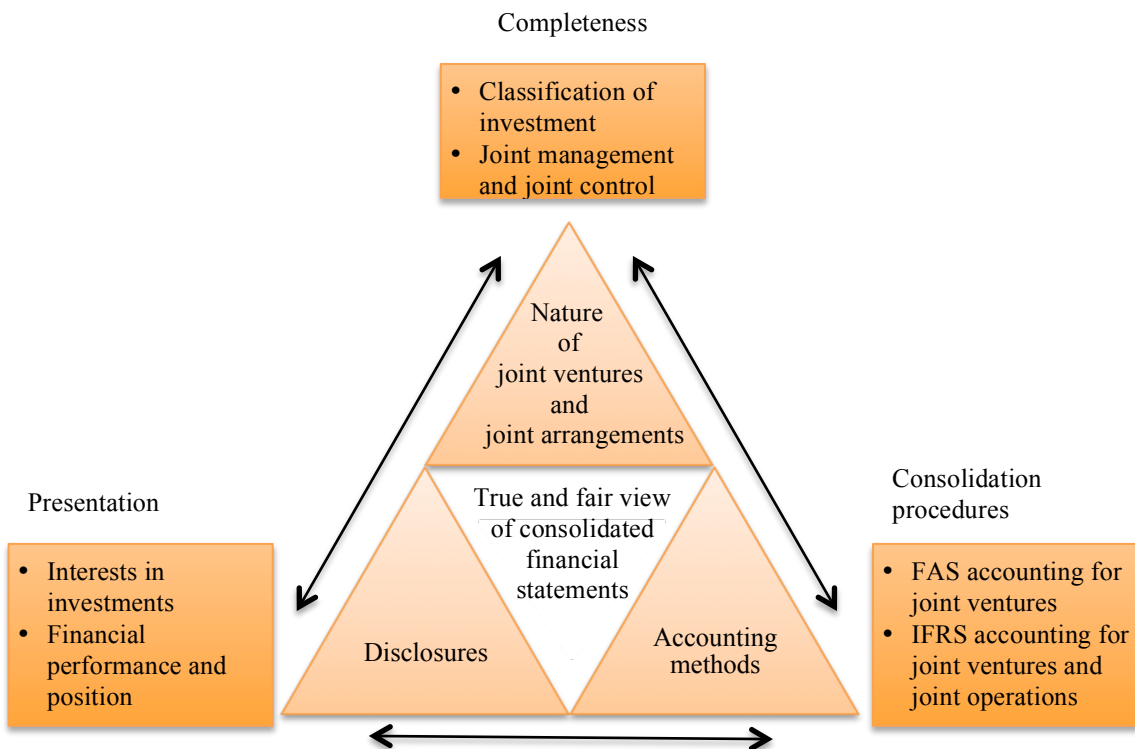 Completeness
• Classification of
investment
• Joint management
and joint control
Nature
of
joint ventures
and
joint arrangements
Presentation
• Interests in
investments
• Financial
performance and
position
True and fair view
of consolidated
financial
statements
Disclosures
Accounting
methods
Consolidation
procedures
• FAS accounting for
joint ventures
• IFRS accounting for
joint ventures and
joint operations